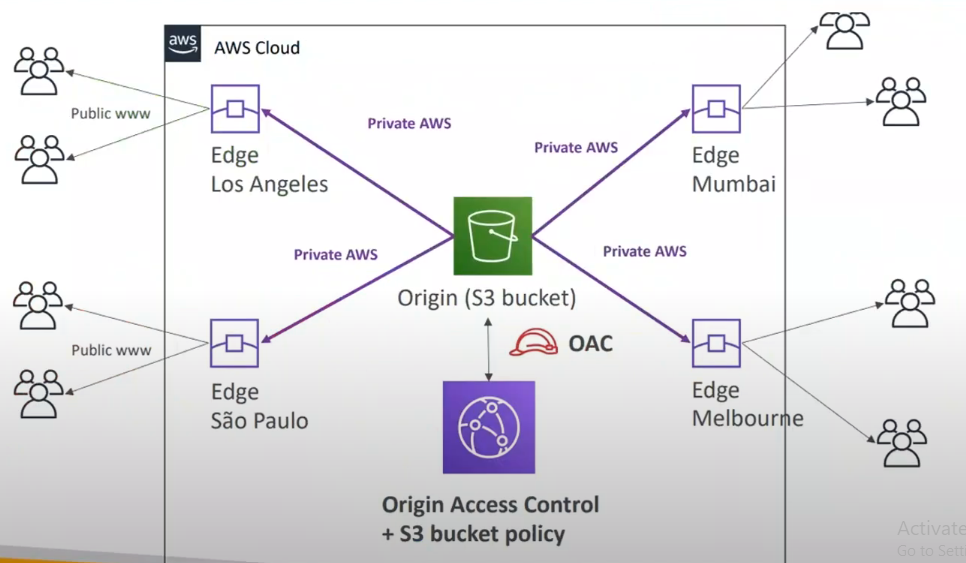 aws
AWS Cloud
Public www
Private AWS
Private AWS
Edge
Los Angeles
Edge
Mumbai
Private AWS
Private AWS
Origin (S3 bucket)
OAC
Public www
Edge
São Paulo
Edge
Melbourne
Origin Access Control
+ S3 bucket policy
Activate
Go to Sett